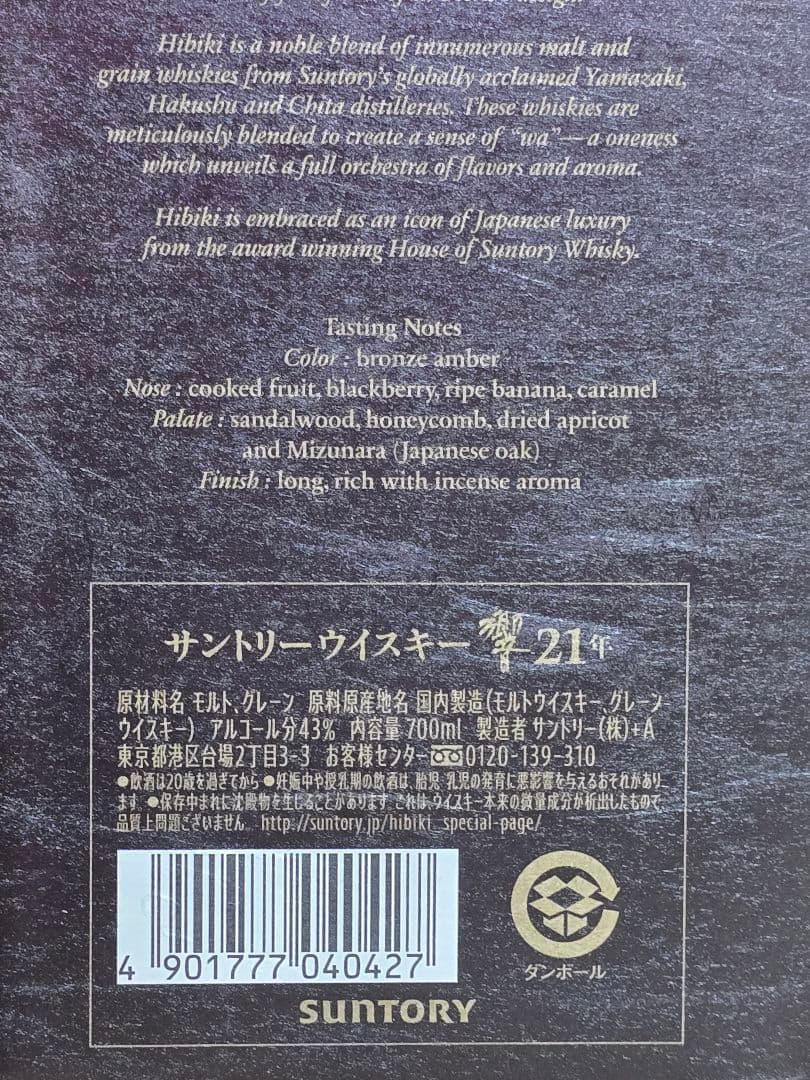 Hibiki is a noble blend of innumerous malt and
grain whiskies from Suntory's globally acclaimed Yamazaki,
Hakushu and Chita distilleries. These whiskies are
meticulously blended to create a sense of "wa"—a oneness
which unveils a full orchestra of flavors and aroma.
Hibiki is embraced as an icon of Japanese luxury
from the award winning House of Suntory Whisky.
Tasting Notes
Color : bronze amber
Nose : cooked fruit, blackberry, ripe banana, caramel
Palate : sandalwood, honeycomb, dried apricot
and Mizunara (Japanese oak)
Finish : long, rich with incense aroma
サントリーウイスキー 響 21年
原材料名 モルト、グレーン 原料原産地名 国内製造(モルトウイスキー、グレーン
ウイスキー) アルコール分43% 内容量 700ml 製造者 サントリー(株)+A
東京都港区台場2丁目3-3 お客様センター 0120-139-310
●飲酒は20歳を過ぎてから ●妊娠中や授乳期の飲酒は、胎児・乳児の発育に悪影響を与えるおそれがあり
ます。●保存中まれに沈殿物を生じることがありますが、これは、ウイスキー本来の微量成分が析出したもので
品質上問題ございません。 http://suntory.jp/hibiki_special-page/
4 901777 040427
ダンボール
SUNTORY